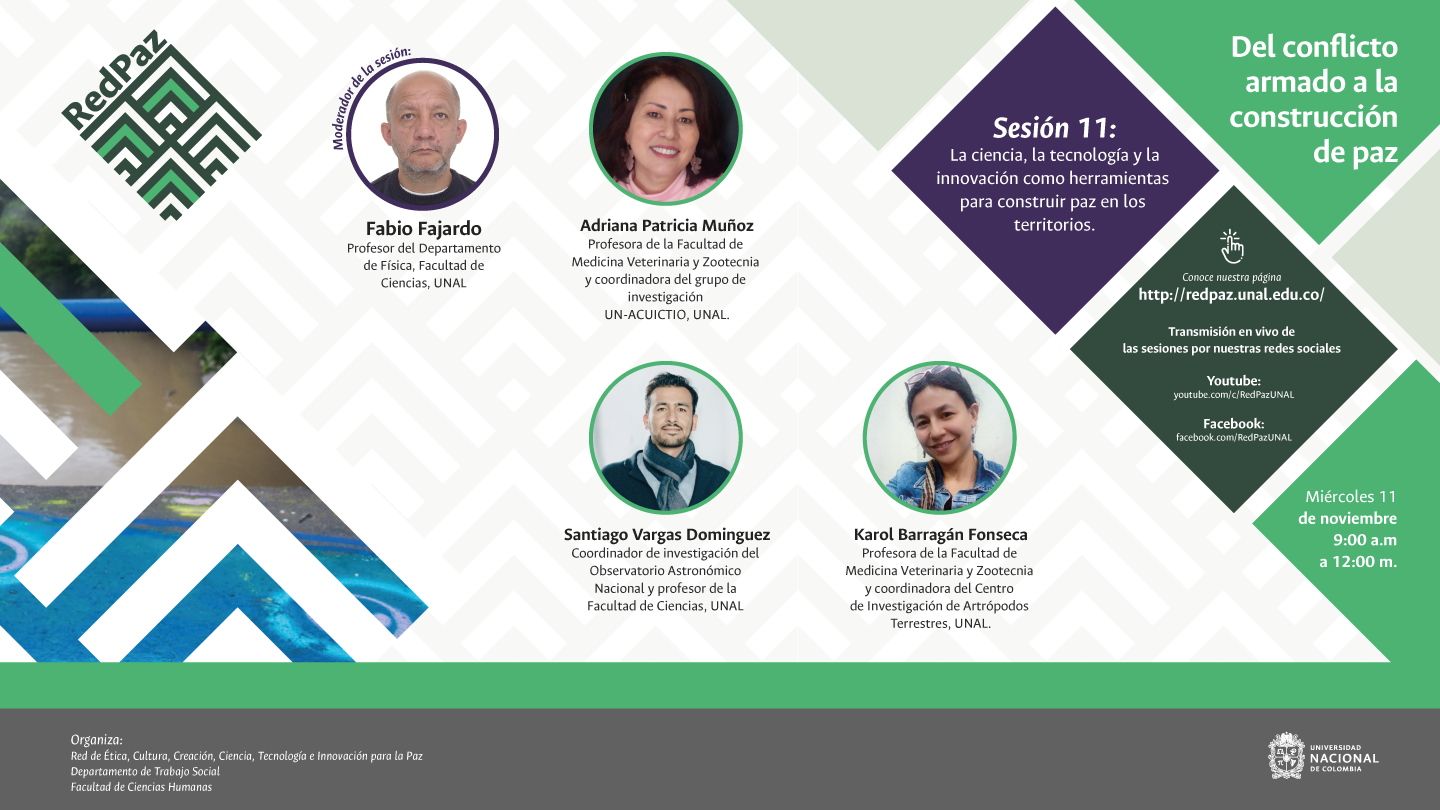 RedPaz
Moderador de la sesión:
Fabio Fajardo
Profesor del Departamento
de Física, Facultad de
Ciencias, UNAL
Adriana Patricia Muñoz
Profesora de la Facultad de
Medicina Veterinaria y Zootecnia
y coordinadora del grupo de
investigación
UN-ACUICTIO, UNAL.
Santiago Vargas Dominguez
Coordinador de investigación del
Observatorio Astronómico
Nacional y profesor de la
Facultad de Ciencias, UNAL
Karol Barragán Fonseca
Profesora de la Facultad de
Medicina Veterinaria y Zootecnia
y coordinadora del Centro
de Investigación de Artrópodos
Terrestres, UNAL.
Sesión 11:
La ciencia, la tecnología y la
innovación como herramientas
para construir paz en los
territorios.
Del conflicto
armado a la
construcción
de paz
Conoce nuestra página
http://redpaz.unal.edu.co/
Transmisión en vivo de
las sesiones por nuestras redes sociales
Youtube:
youtube.com/c/RedPazUNAL
Facebook:
facebook.com/RedPazUNAL
Miércoles 11
de noviembre
9:00 a.m
a 12:00 m.
Organiza:
Red de Ética, Cultura, Creación, Ciencia, Tecnología e Innovación para la Paz
Departamento de Trabajo Social
Facultad de Ciencias Humanas
UNIVERSIDAD
NACIONAL
DE COLOMBIA